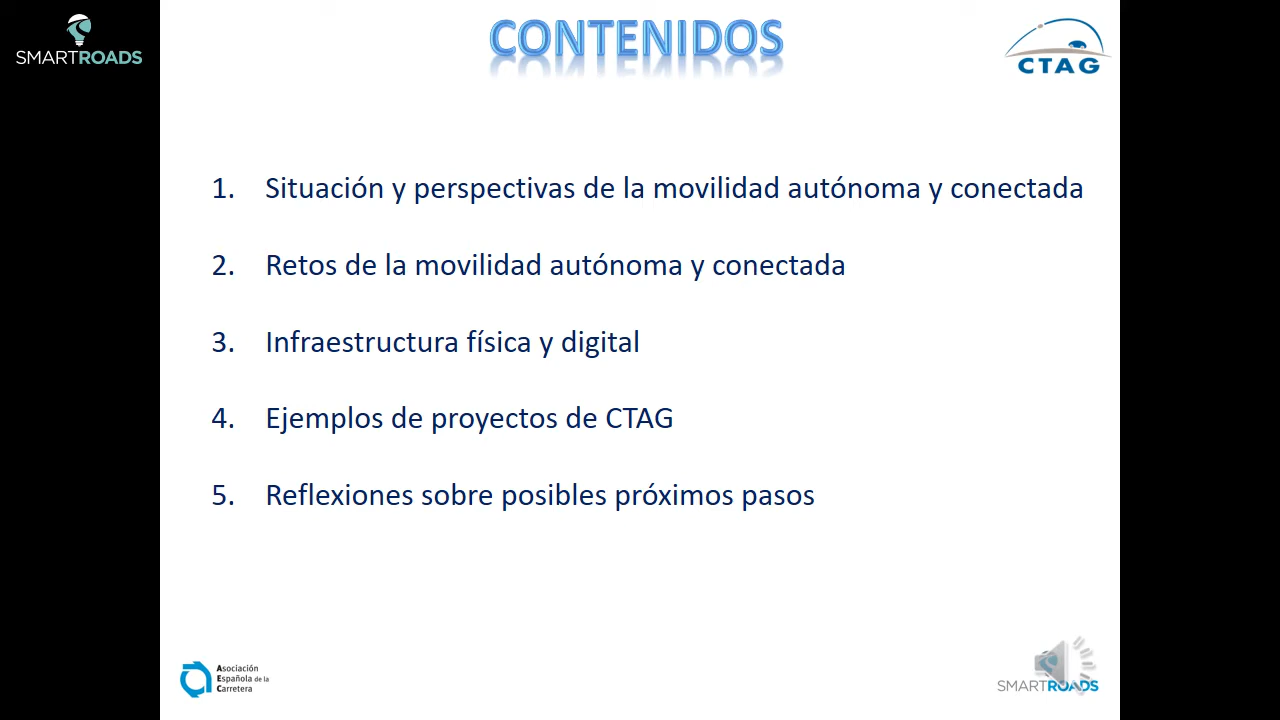 SMARTROADS
CONTENIDOS
CTAG
1. Situación y perspectivas de la movilidad autónoma y conectada
2. Retos de la movilidad autónoma y conectada
3. Infraestructura física y digital
4. Ejemplos de proyectos de CTAG
5. Reflexiones sobre posibles próximos pasos
Asociación
Española de la
Carretera
SMARTROADS